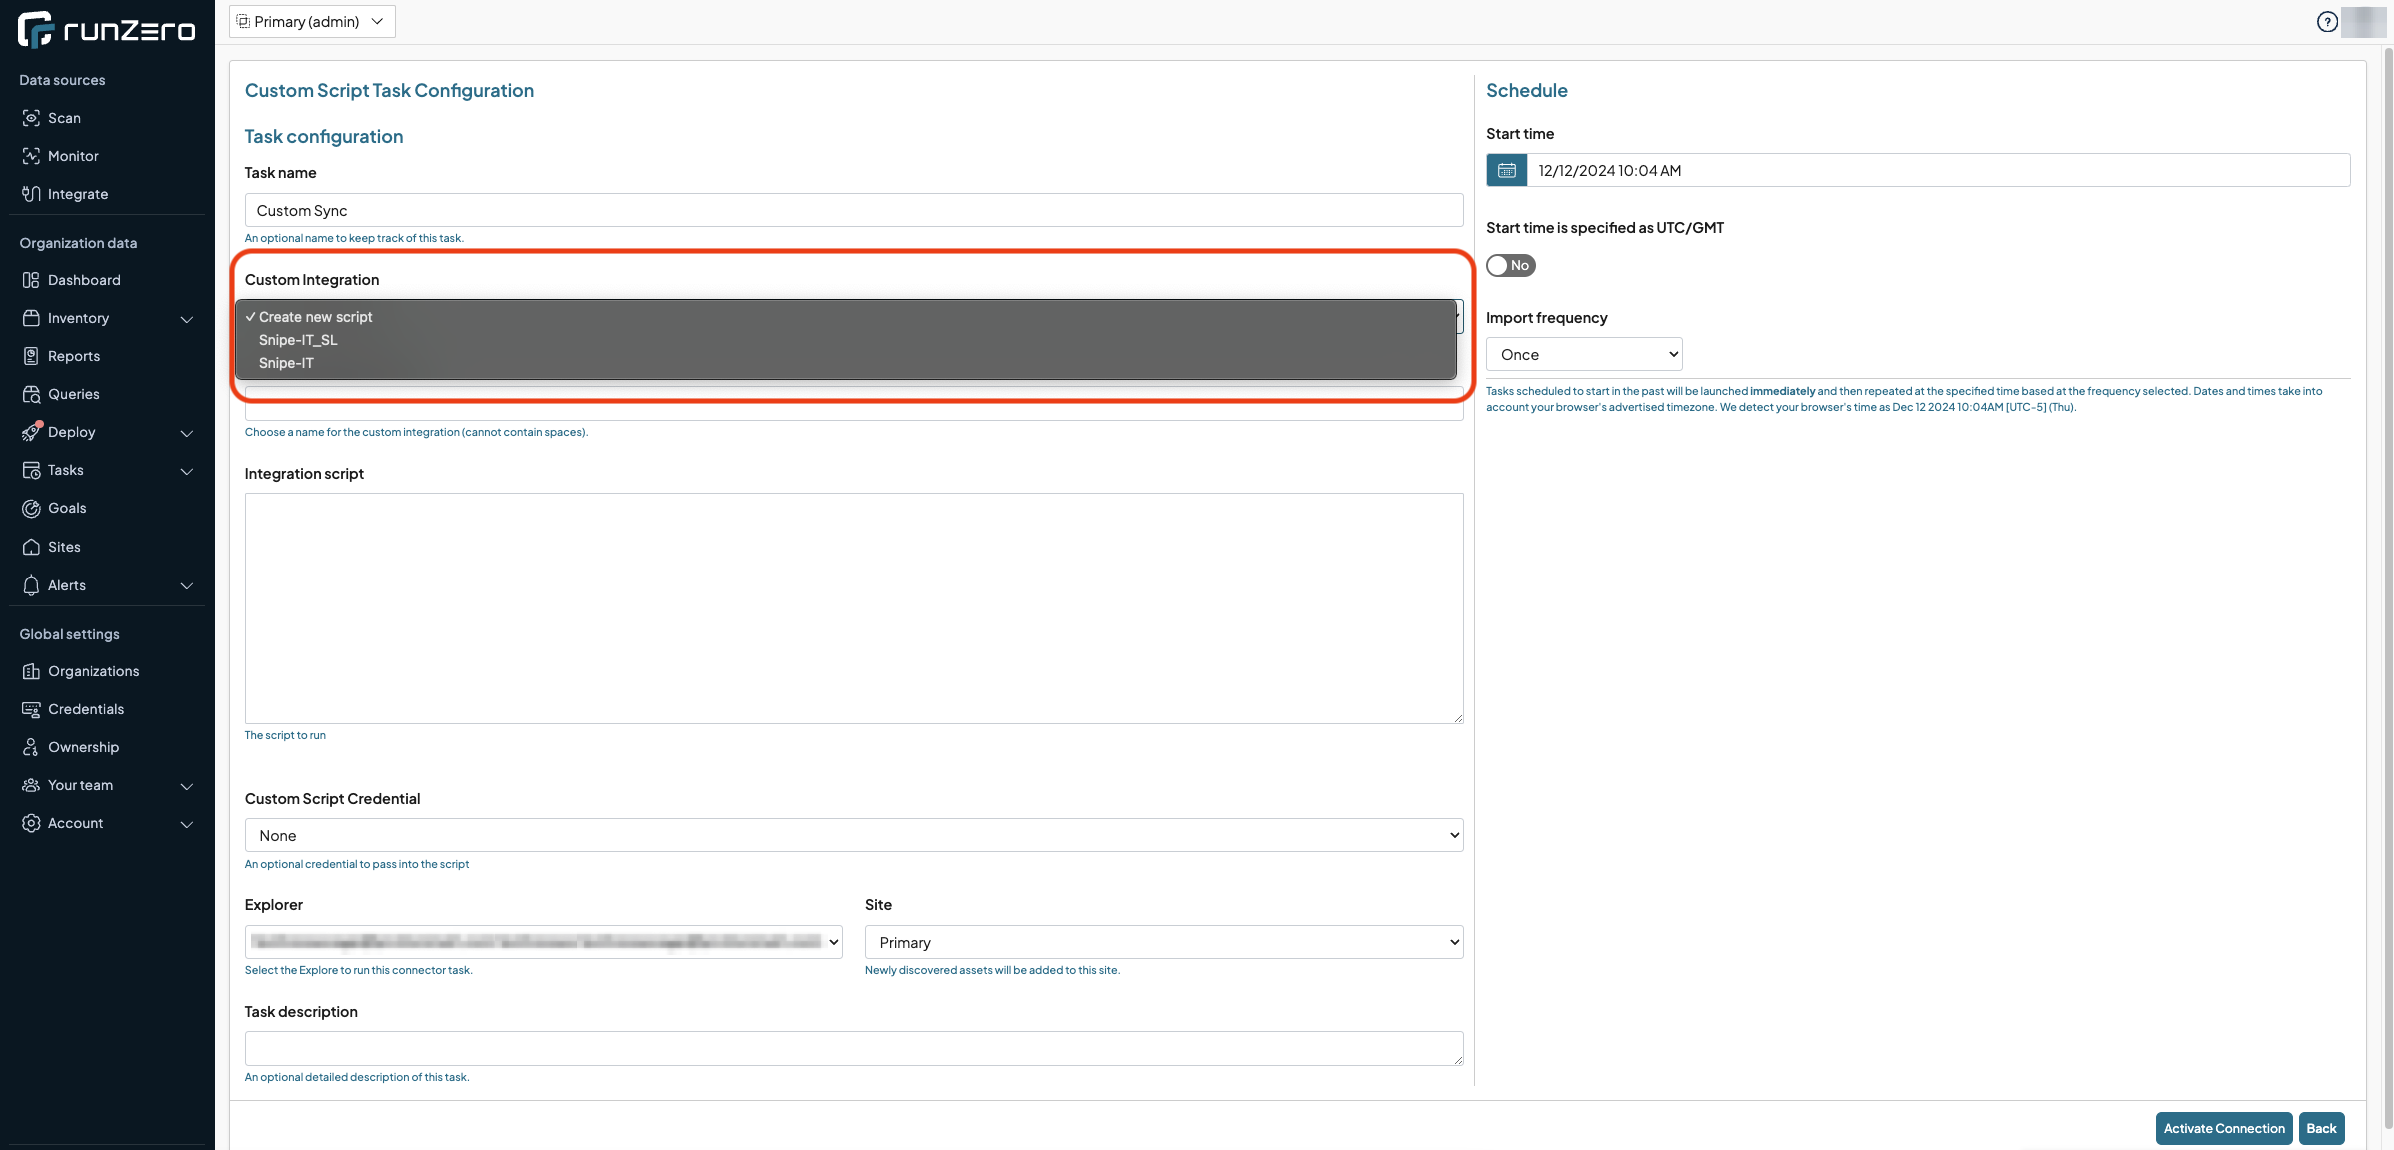 runZero
Primary (admin)
?
Data sources
Scan
Monitor
Integrate
Organization data
Dashboard
Inventory
Reports
Queries
Deploy
Tasks
Goals
Sites
Alerts
Global settings
Organizations
Credentials
Ownership
Your team
Account
Custom Script Task Configuration
Task configuration
Task name
Custom Sync
An optional name to keep track of this task.
Custom Integration
✓ Create new script
Snipe-IT_SL
Snipe-IT
Choose a name for the custom integration (cannot contain spaces).
Integration script
The script to run
Custom Script Credential
None
An optional credential to pass into the script
Explorer
Select the Explore to run this connector task.
Site
Primary
Newly discovered assets will be added to this site.
Task description
An optional detailed description of this task.
Schedule
Start time
12/12/2024 10:04 AM
Start time is specified as UTC/GMT
No
Import frequency
Once
Tasks scheduled to start in the past will be launched immediately and then repeated at the specified time based at the frequency selected. Dates and times take into
account your browser's advertised timezone. We detect your browser's time as Dec 12 2024 10:04AM [UTC-5] (Thu).
Activate Connection
Back